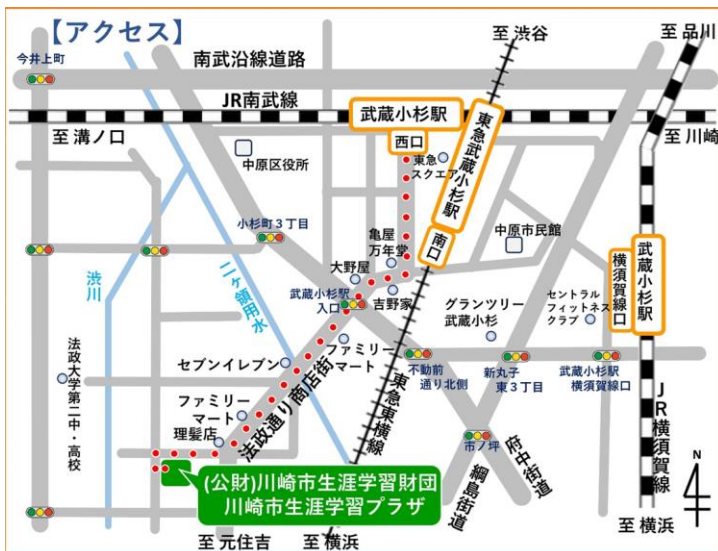 【アクセス】
至 渋谷
至 品川
今井上町
南武沿線道路
JR南武線
武蔵小杉駅
西口
至 溝ノ口
至 川崎
東急武蔵小杉駅
南口
東急
スクエア
中原区役所
小杉町３丁目
亀屋
万年堂
中原市民館
大野屋
吉野家
武蔵小杉駅
入口
グランツリー
武蔵小杉
セントラル
フィットネス
クラブ
横須賀線口
武蔵小杉駅
渋川
二ヶ領用水
セブンイレブン
ファミリー
マート
不動前
通り北側
新丸子
東３丁目
武蔵小杉駅
横須賀線口
法政大学第二中・高校
ファミリー
マート
理髪店
法政通り商店街
東急東横線
市ノ坪
府中街道
綱島街道
JR横須賀線
N
(公財)川崎市生涯学習財団
川崎市生涯学習プラザ
至 元住吉
至 横浜
至 横浜